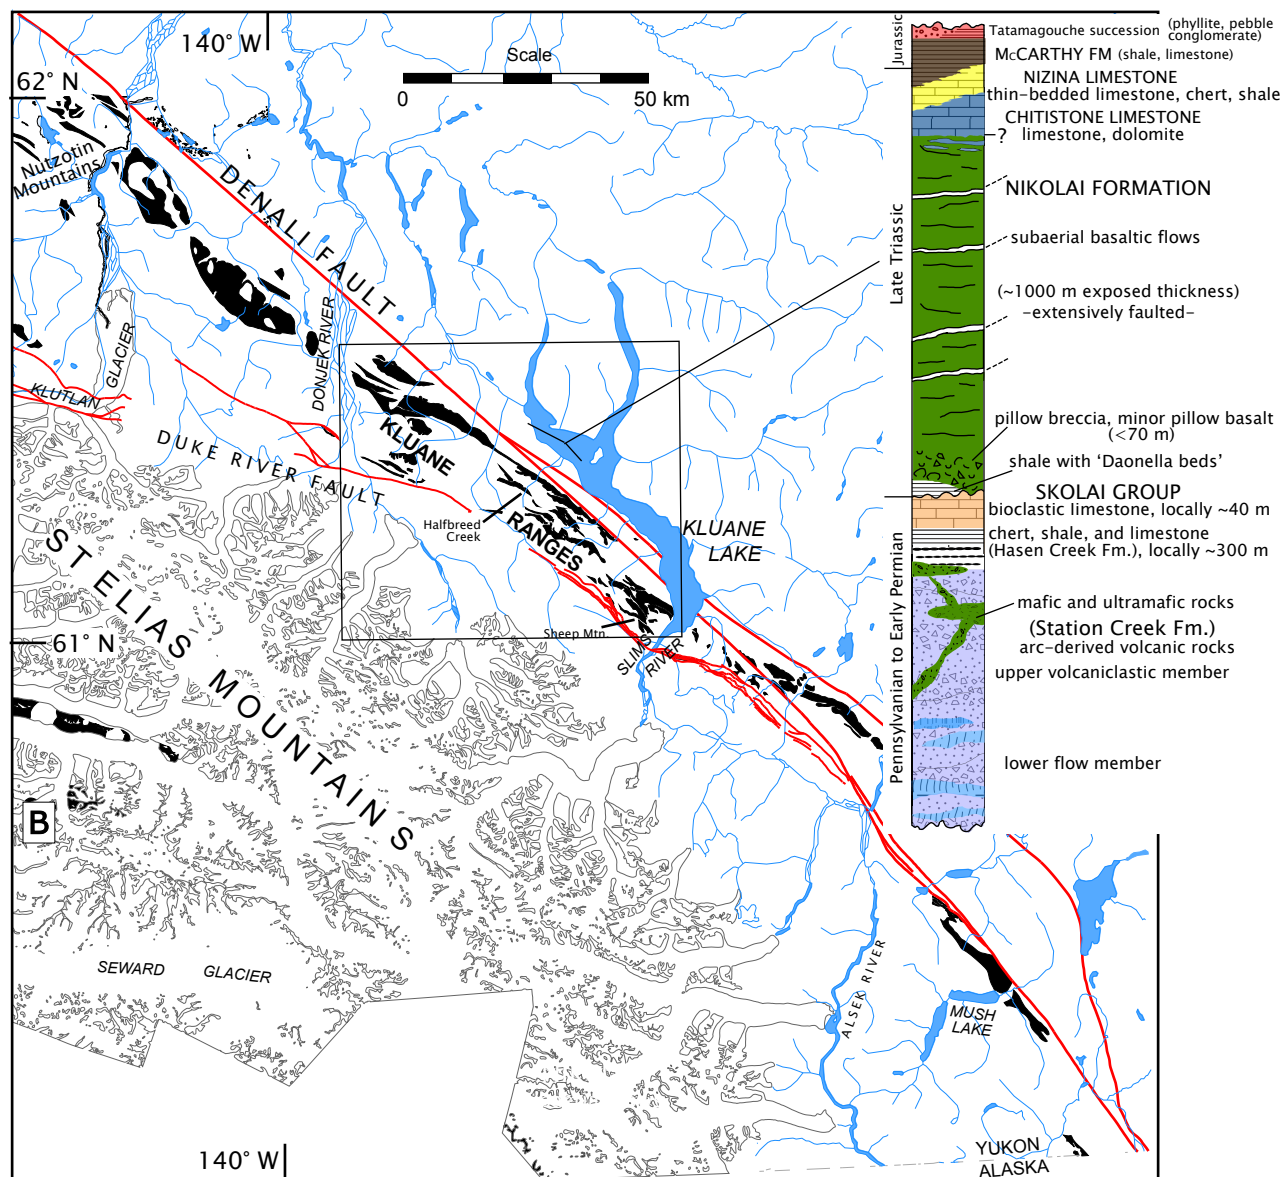 140° W
62° N
Scale
0
50 km
Nutzotin
Mountains
DENALI FAULT
GLACIER
KLUTLAN
DONJEK RIVER
DUKE RIVER FAULT
KLUANE
RANGES
Halfbreed
Creek
KLUANE
LAKE
Sheep Mtn.
SLIMS
RIVER
61° N
ST ELIAS MOUNTAINS
B
SEWARD GLACIER
ALSEK RIVER
MUSH
LAKE
140° W
YUKON
ALASKA
Jurassic
Late Triassic
Pennsylvanian to Early Permian
Tatamagouche succession (phyllite, pebble
conglomerate)
McCARTHY FM (shale, limestone)
NIZINA LIMESTONE
thin-bedded limestone, chert, shale
CHITISTONE LIMESTONE
? limestone, dolomite
NIKOLAI FORMATION
subaerial basaltic flows
(~1000 m exposed thickness)
-extensively faulted-
pillow breccia, minor pillow basalt
(<70 m)
shale with ‘Daonella beds’
SKOLAI GROUP
bioclastic limestone, locally ~40 m
chert, shale, and limestone
(Hasen Creek Fm.), locally ~300 m
mafic and ultramafic rocks
(Station Creek Fm.)
arc-derived volcanic rocks
upper volcaniclastic member
lower flow member